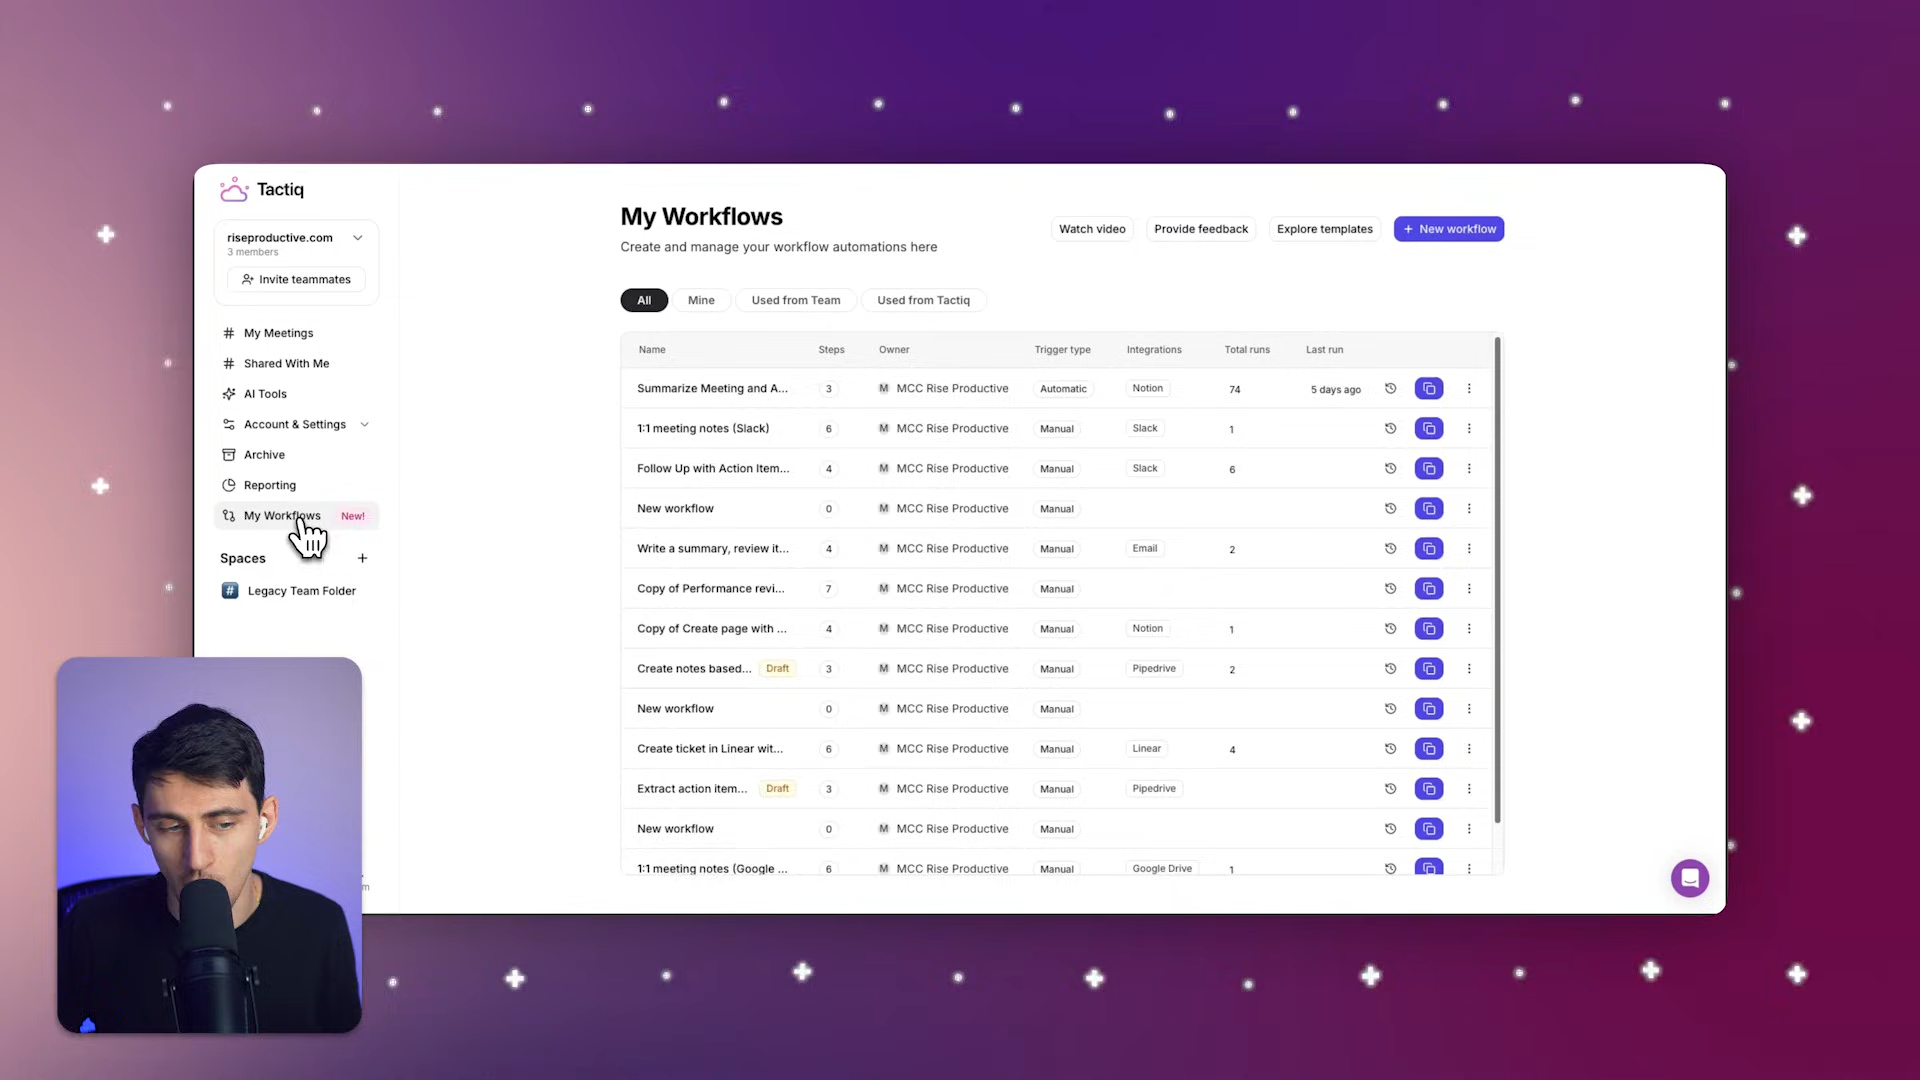 Tactiq
riseproductive.com
3 members
Invite teammates
My Meetings
Shared With Me
AI Tools
Account & Settings
Archive
Reporting
My Workflows New!
Spaces +
# Legacy Team Folder
My Workflows
Create and manage your workflow automations here
Watch video Provide feedback Explore templates + New workflow
All Mine Used from Team Used from Tactiq
Name Steps Owner Trigger type Integrations Total runs Last run
Summarize Meeting and A... 3 M MCC Rise Productive Automatic Notion 74 5 days ago
1:1 meeting notes (Slack) 6 M MCC Rise Productive Manual Slack 1
Follow Up with Action Item... 4 M MCC Rise Productive Manual Slack 6
New workflow 0 M MCC Rise Productive Manual
Write a summary, review it... 4 M MCC Rise Productive Manual Email 2
Copy of Performance revi... 7 M MCC Rise Productive Manual
Copy of Create page with ... 4 M MCC Rise Productive Manual Notion 1
Create notes based... Draft 3 M MCC Rise Productive Manual Pipedrive 2
New workflow 0 M MCC Rise Productive Manual
Create ticket in Linear wit... 6 M MCC Rise Productive Manual Linear 4
Extract action item... Draft 3 M MCC Rise Productive Manual Pipedrive
New workflow 0 M MCC Rise Productive Manual
1:1 meeting notes (Google ... 6 M MCC Rise Productive Manual Google Drive 1